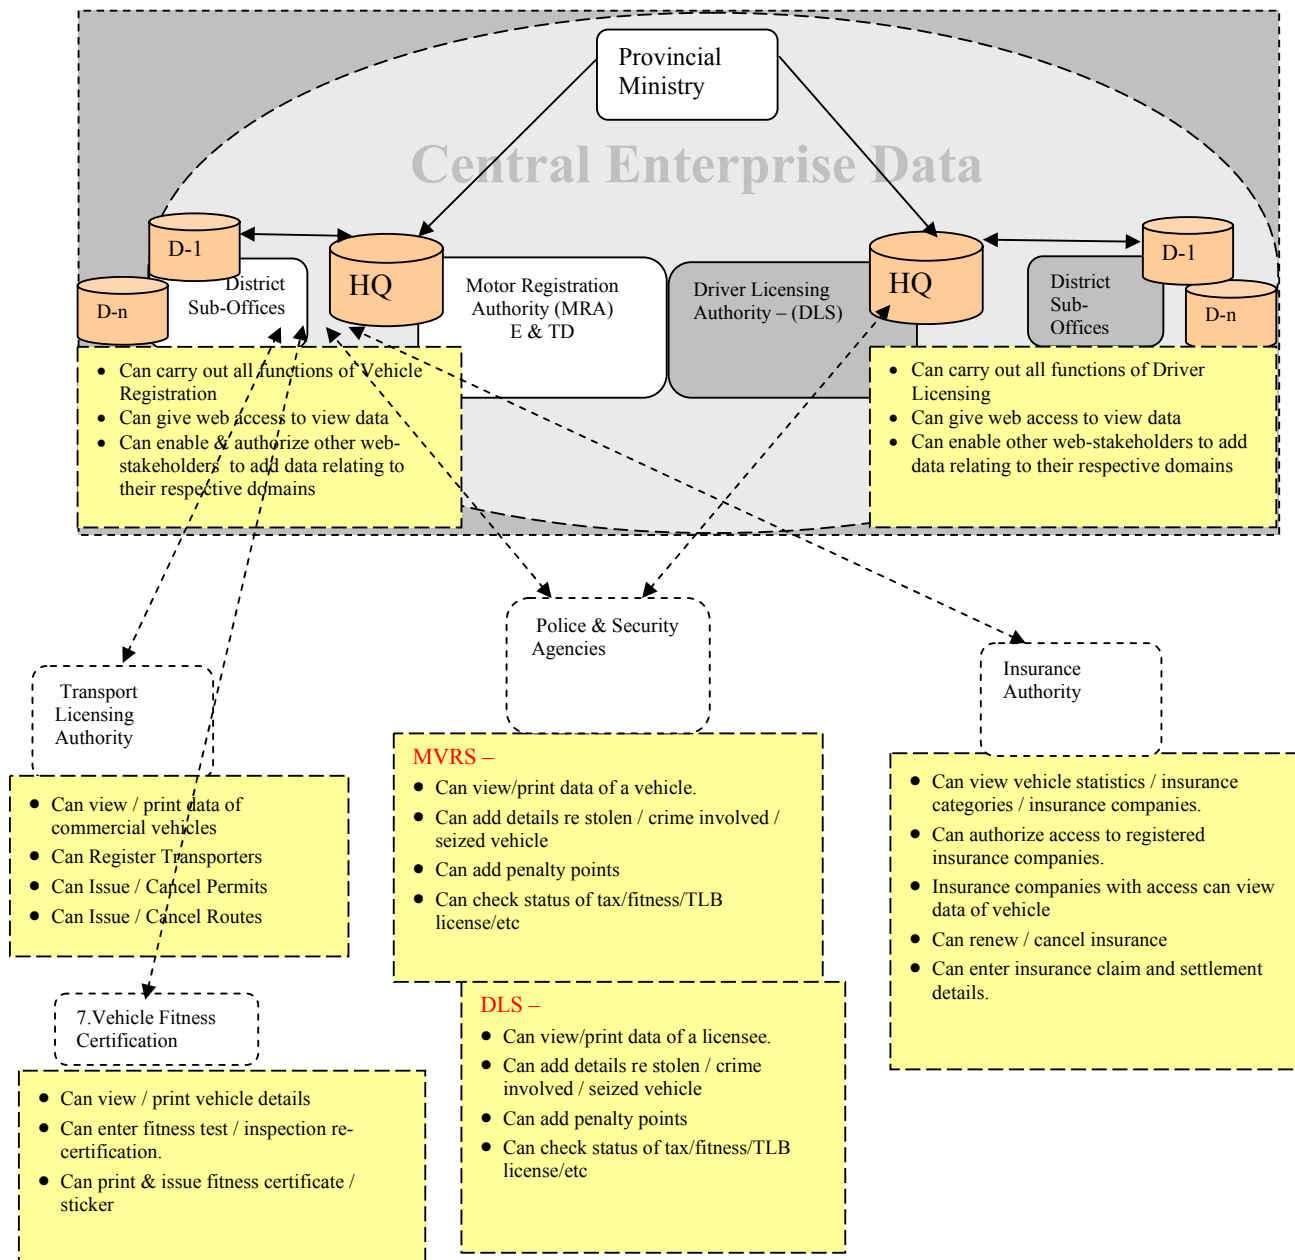 Provincial
Ministry
Central Enterprise Data
D-1
D-n
District
Sub-Offices
HQ
Motor Registration
Authority (MRA)
E & TD
Driver Licensing
Authority – (DLS)
HQ
District
Sub-
Offices
D-1
D-n
• Can carry out all functions of Vehicle
Registration
• Can give web access to view data
• Can enable & authorize other web-
stakeholders to add data relating to
their respective domains
• Can carry out all functions of Driver
Licensing
• Can give web access to view data
• Can enable other web-stakeholders to add
data relating to their respective domains
Transport
Licensing
Authority
• Can view / print data of
commercial vehicles
• Can Register Transporters
• Can Issue / Cancel Permits
• Can Issue / Cancel Routes
7.Vehicle Fitness
Certification
• Can view / print vehicle details
• Can enter fitness test / inspection re-
certification.
• Can print & issue fitness certificate /
sticker
Police & Security
Agencies
MVRS –
• Can view/print data of a vehicle.
• Can add details re stolen / crime involved /
seized vehicle
• Can add penalty points
• Can check status of tax/fitness/TLB
license/etc
DLS –
• Can view/print data of a licensee.
• Can add details re stolen / crime
involved / seized vehicle
• Can add penalty points
• Can check status of tax/fitness/TLB
license/etc
Insurance
Authority
• Can view vehicle statistics / insurance
categories / insurance companies.
• Can authorize access to registered
insurance companies.
• Insurance companies with access can view
data of vehicle
• Can renew / cancel insurance
• Can enter insurance claim and settlement
details.